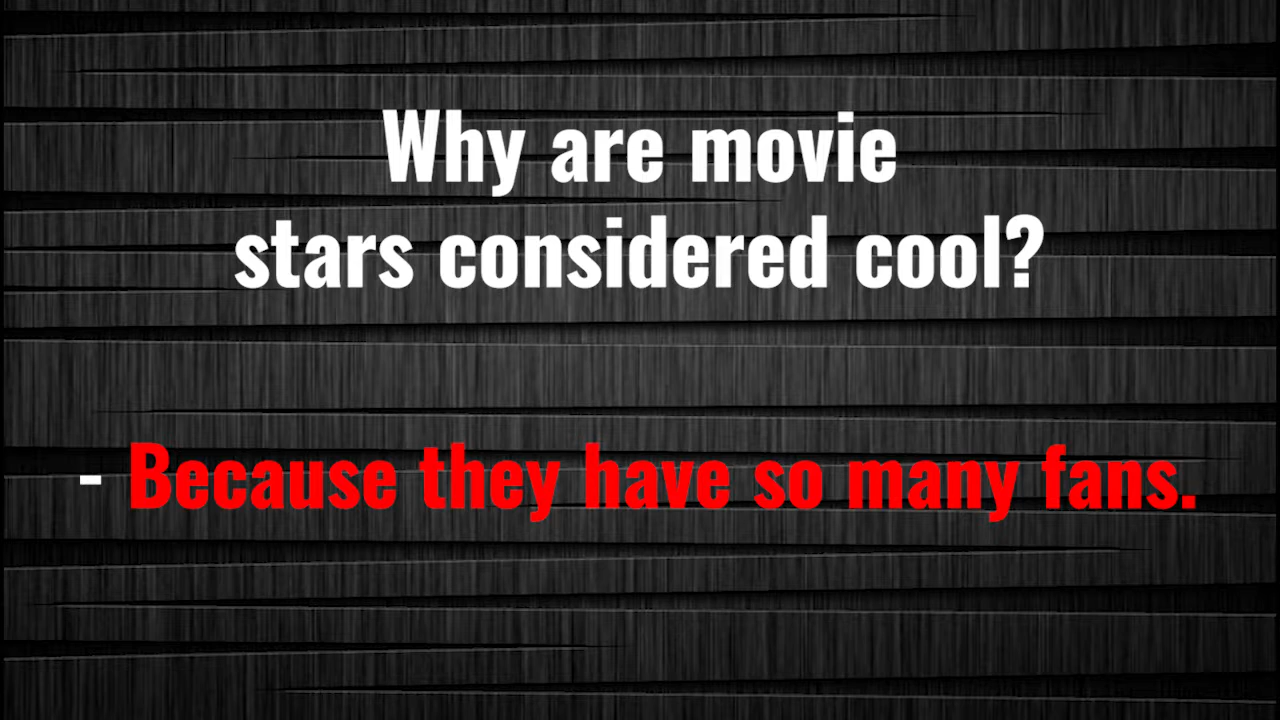 Why are movie
stars considered cool?
- Because they have so many fans.